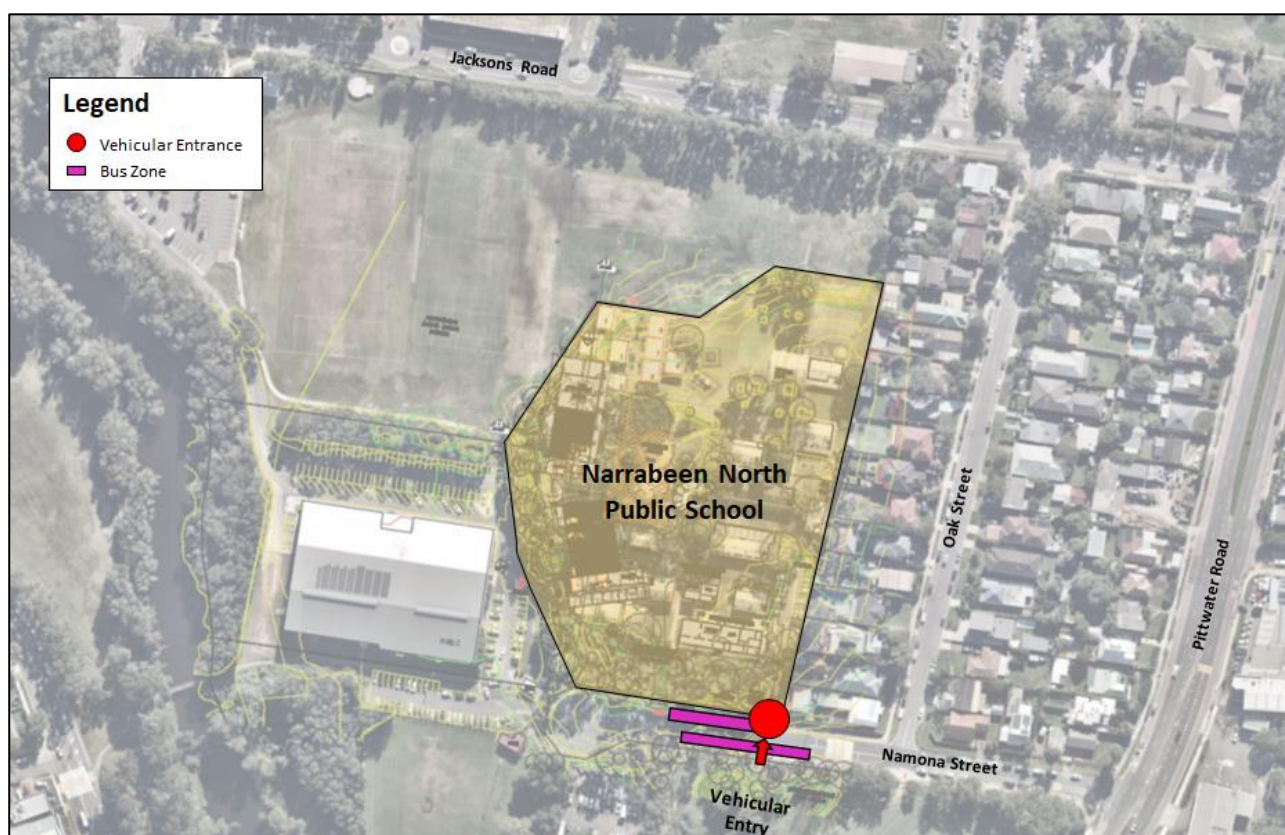 Jacksons Road
Legend
Vehicular Entrance
Bus Zone
Narrabeen North
Public School
Oak Street
Pittwater Road
Namona Street
Vehicular
Entry